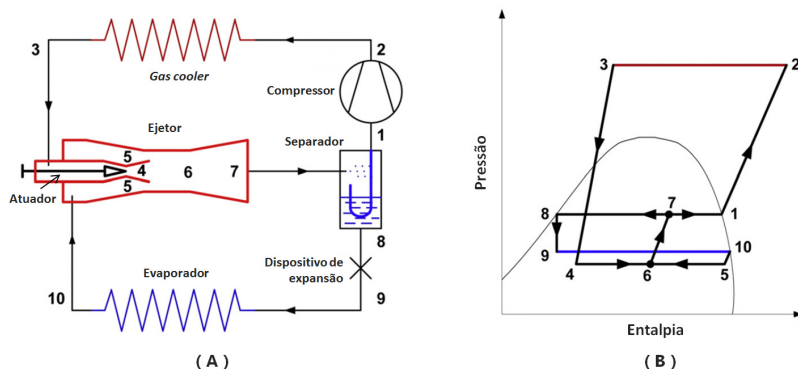 3
Gas cooler
2
Compressor
1
Ejetor
Separador
5
4
6
7
5
Atuador
8
Dispositivo de
expansão
Evaporador
10
9
( A )
Pressão
3
2
7
8
1
9
10
4
6
5
Entalpia
( B )